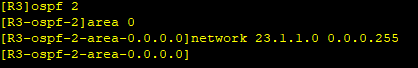 [R3]ospf 2
[R3-ospf-2]area 0
[R3-ospf-2-area-0.0.0.0]network 23.1.1.0 0.0.0.255
[R3-ospf-2-area-0.0.0.0]